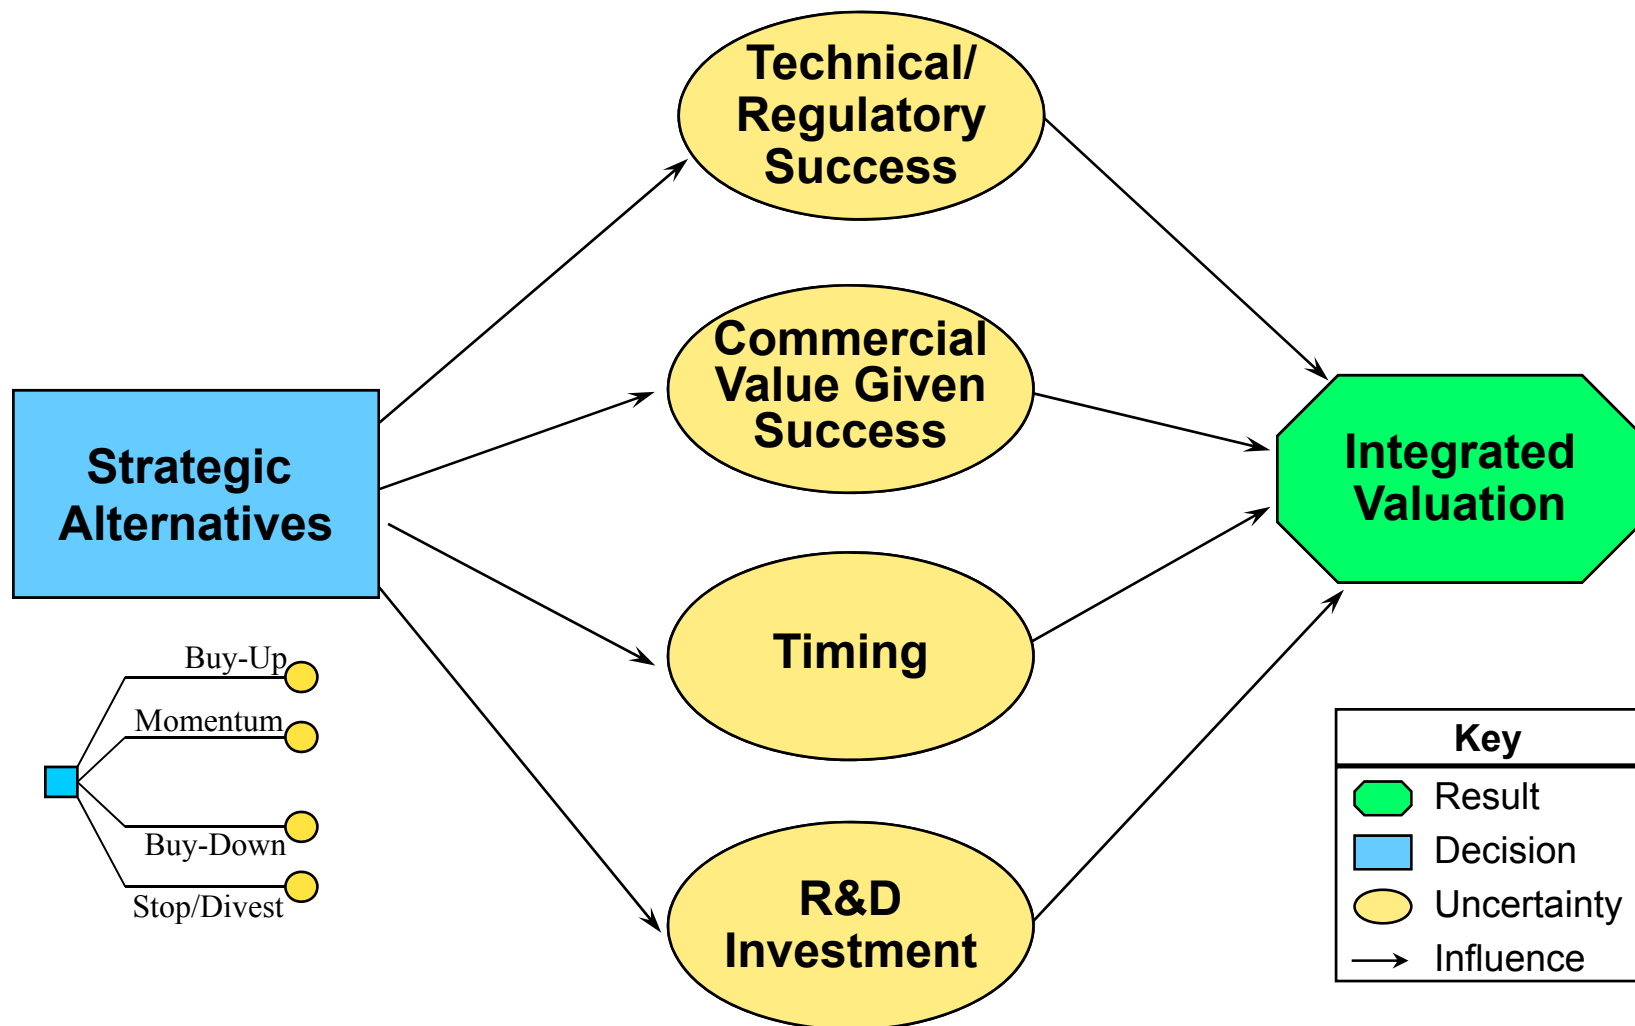 Technical/
Regulatory
Success
Commercial
Value Given
Success
Strategic
Alternatives
Integrated
Valuation
Timing
Buy-Up
Momentum
Buy-Down
Stop/Divest
R&D
Investment
Key
Result
Decision
Uncertainty
Influence